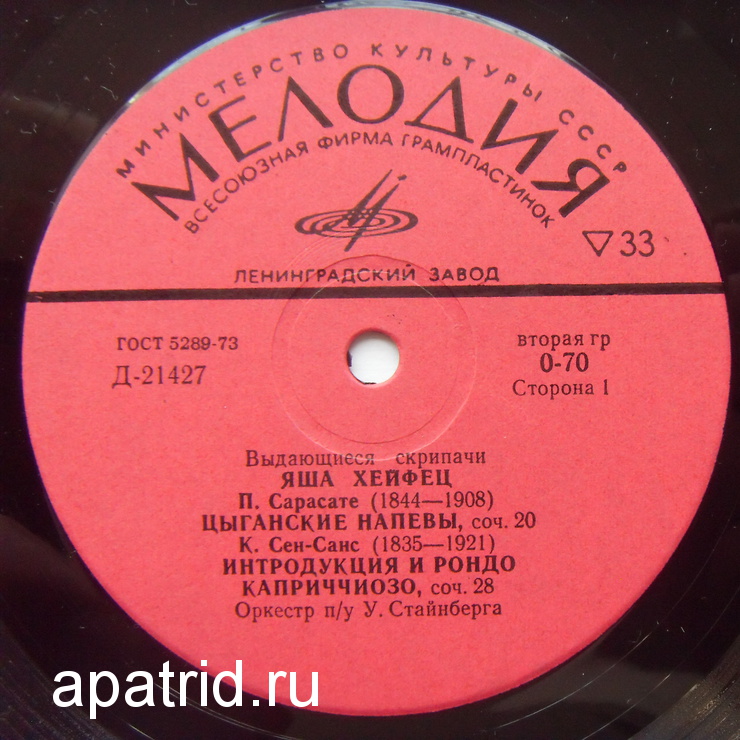 МИНИСТЕРСТВО КУЛЬТУРЫ СССР
МЕЛОДИЯ
ВСЕСОЮЗНАЯ ФИРМА ГРАМПЛАСТИНОК
▽33
ЛЕНИНГРАДСКИЙ ЗАВОД
ГОСТ 5289-73
Д-21427
вторая гр
0-70
Сторона 1
Выдающиеся скрипачи
ЯША ХЕЙФЕЦ
П. Сарасате (1844—1908)
ЦЫГАНСКИЕ НАПЕВЫ, соч. 20
К. Сен-Санс (1835—1921)
ИНТРОДУКЦИЯ И РОНДО
КАПРИЧЧИОЗО, соч. 28
Оркестр п/у У. Стайнберга
apatrid.ru